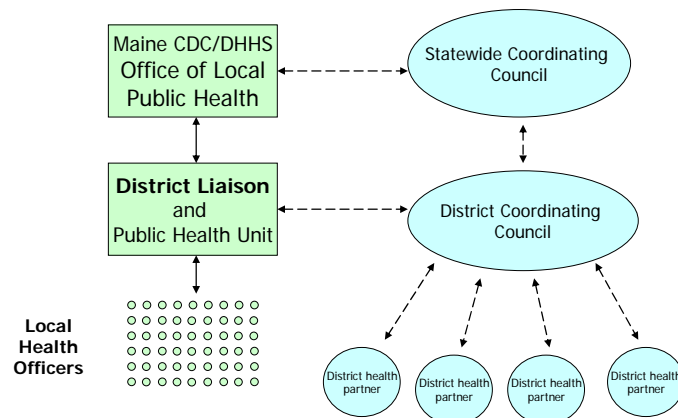 Maine CDC/DHHS
Office of Local
Public Health
Statewide Coordinating
Council
District Liaison
and
Public Health Unit
District Coordinating
Council
Local
Health
Officers
District health
partner
District health
partner
District health
partner
District health
partner